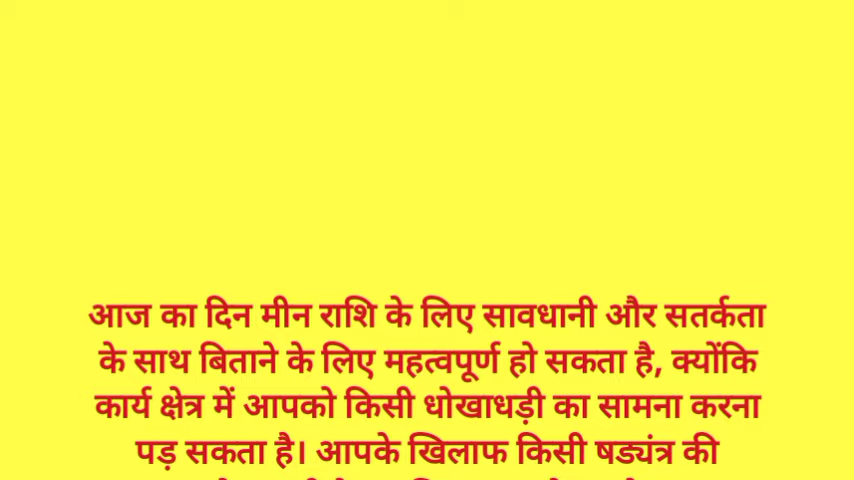 आज का दिन मीन राशि के लिए सावधानी और सतर्कता
के साथ बिताने के लिए महत्वपूर्ण हो सकता है, क्योंकि
कार्य क्षेत्र में आपको किसी धोखाधड़ी का सामना करना
पड़ सकता है। आपके खिलाफ किसी षड्यंत्र की